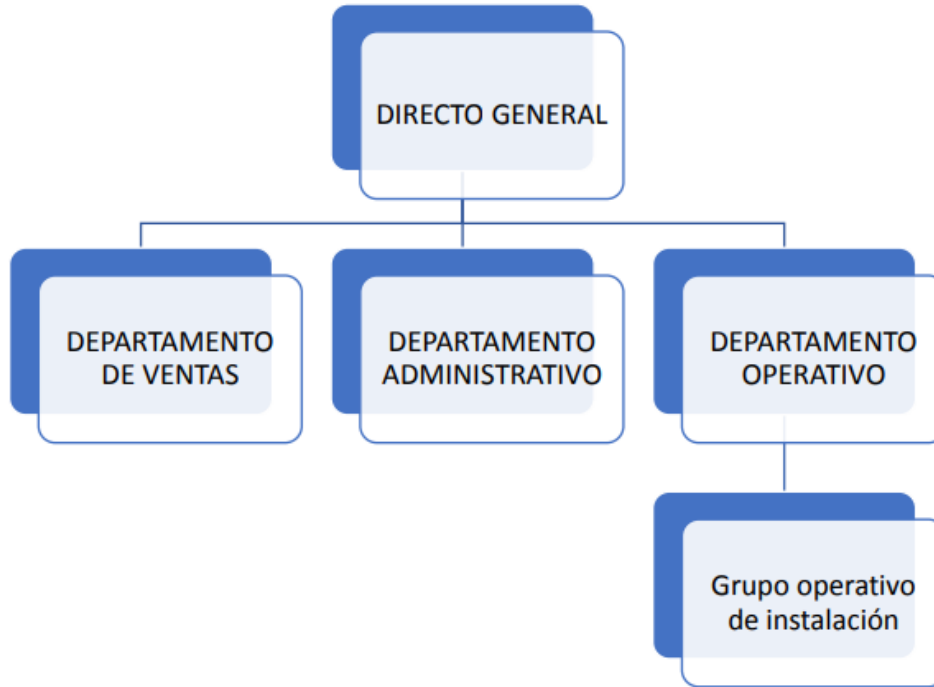 DIRECTO GENERAL
DEPARTAMENTO
DE VENTAS
DEPARTAMENTO
ADMINISTRATIVO
DEPARTAMENTO
OPERATIVO
Grupo operativo
de instalación